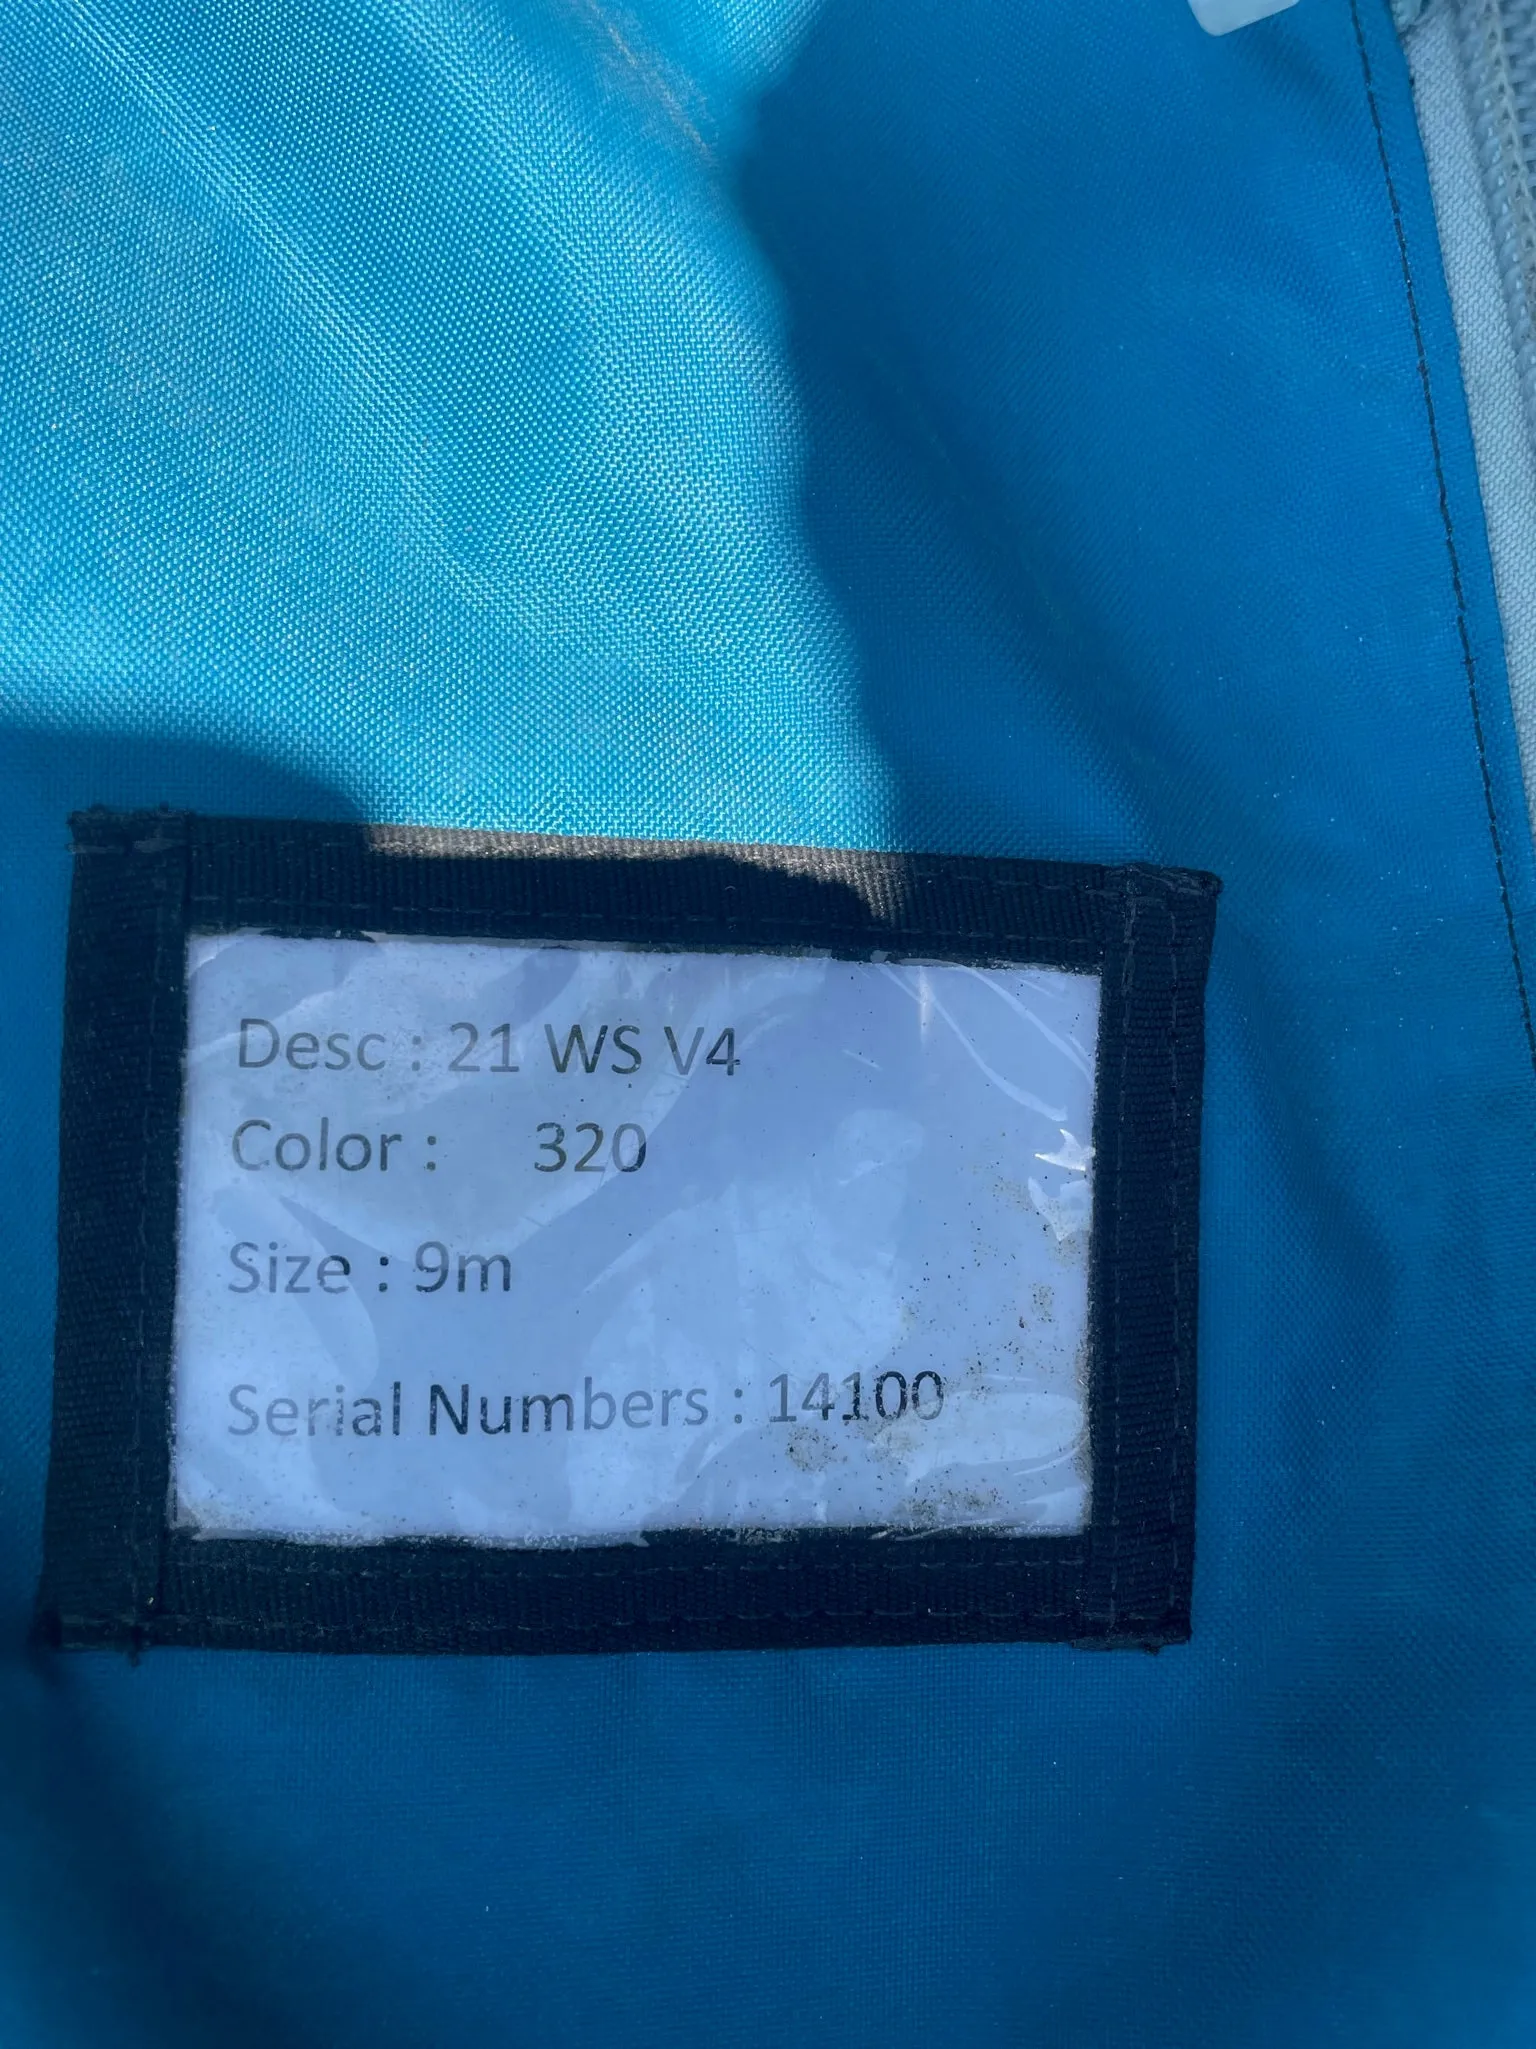 Desc : 21 WS V4
Color : 320
Size : 9m
Serial Numbers : 14100